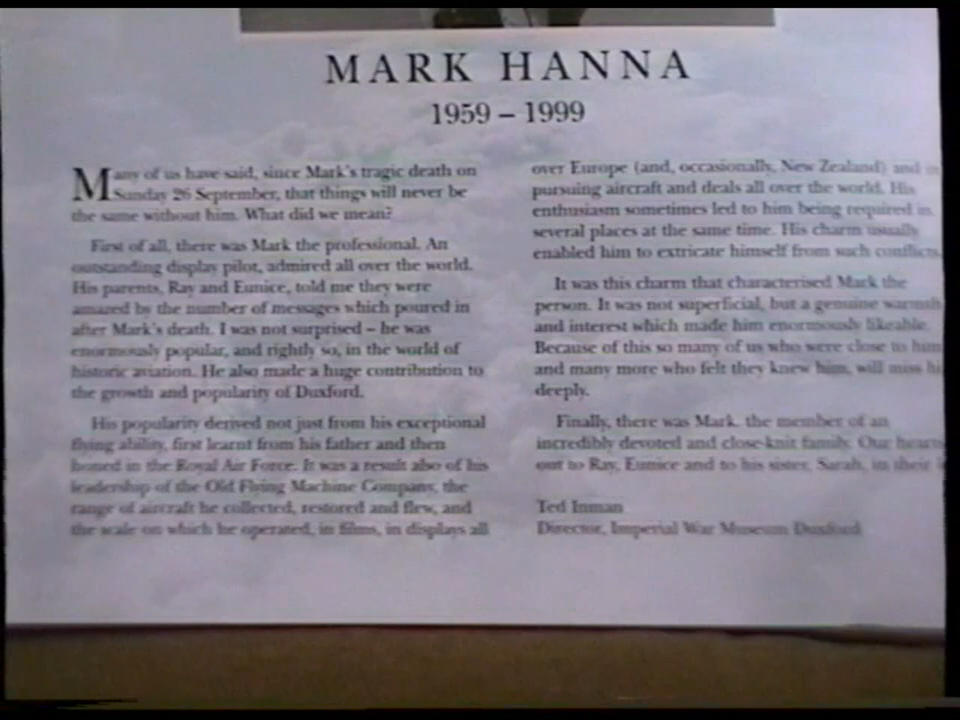 MARK HANNA
1959 – 1999
Many of us have said, since Mark's tragic death on
Sunday 26 September, that things will never be
the same without him. What did we mean?
First of all, there was Mark the professional. An
outstanding display pilot, admired all over the world.
His parents, Ray and Eunice, told me they were
amazed by the number of messages which poured in
after Mark's death. I was not surprised – he was
enormously popular, and rightly so, in the world of
historic aviation. He also made a huge contribution to
the growth and popularity of Duxford.
His popularity derived not just from his exceptional
flying ability, first learnt from his father and then
honed in the Royal Air Force. It was a result also of his
leadership of the Old Flying Machine Company, the
range of aircraft he collected, restored and flew, and
the scale on which he operated, in films, in displays all
over Europe (and, occasionally, New Zealand) and in
pursuing aircraft and deals all over the world. His
enthusiasm sometimes led to him being required in
several places at the same time. His charm usually
enabled him to extricate himself from such conflicts.
It was this charm that characterised Mark the
person. It was not superficial, but a genuine warmth
and interest which made him enormously likeable.
Because of this so many of us who were close to him
and many more who felt they knew him, will miss
deeply.
Finally, there was Mark, the member of an
incredibly devoted and close-knit family. Our hearts
out to Ray, Eunice and to his sister, Sarah, in their
Ted Inman
Director, Imperial War Museum Duxford